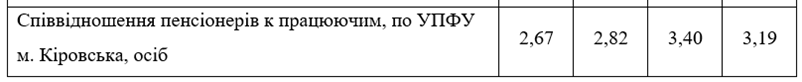 Співвідношення пенсіонерів к працюючим, по УПФУ
м. Кіровська, осіб
2,67 2,82 3,40 3,19